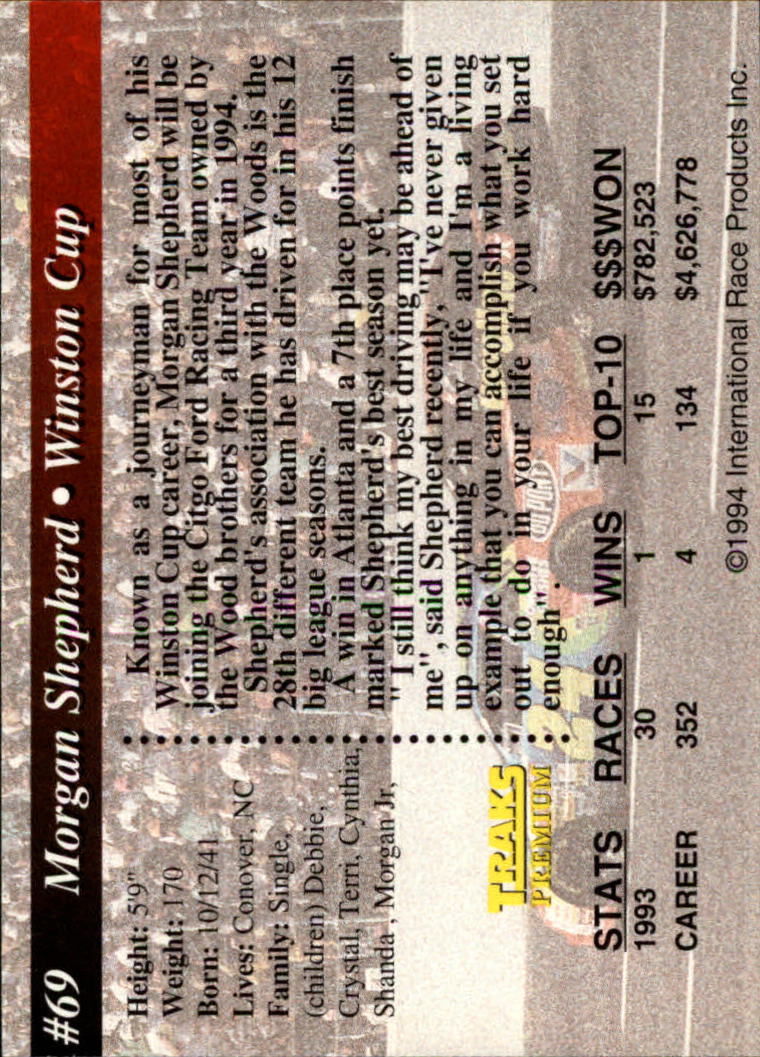 #69 Morgan Shepherd • Winston Cup
Height: 5'9"
Weight: 170
Born: 10/12/41
Lives: Conover, NC
Family: Single,
(children) Debbie,
Crystal, Terri, Cynthia,
Shanda , Morgan Jr,
Known as a journeyman for most of his
Winston Cup career, Morgan Shepherd will be
joining the Citgo Ford Racing Team owned by
the Wood brothers for a third year in 1994.
Shepherd's association with the Woods is the
28th different team he has driven for in his 12
big league seasons.
A win in Atlanta and a 7th place points finish
marked Shepherd's best season yet.
"I still think my best driving may be ahead of
me", said Shepherd recently, "I've never given
up on anything in my life and I'm a living
example that you can accomplish what you set
out to do in your life if you work hard
enough".
TRAKS
PREMIUM
STATS RACES WINS TOP-10 $$$WON
1993 30 1 15 $782,523
CAREER 352 4 134 $4,626,778
©1994 International Race Products Inc.
24
DUPONT